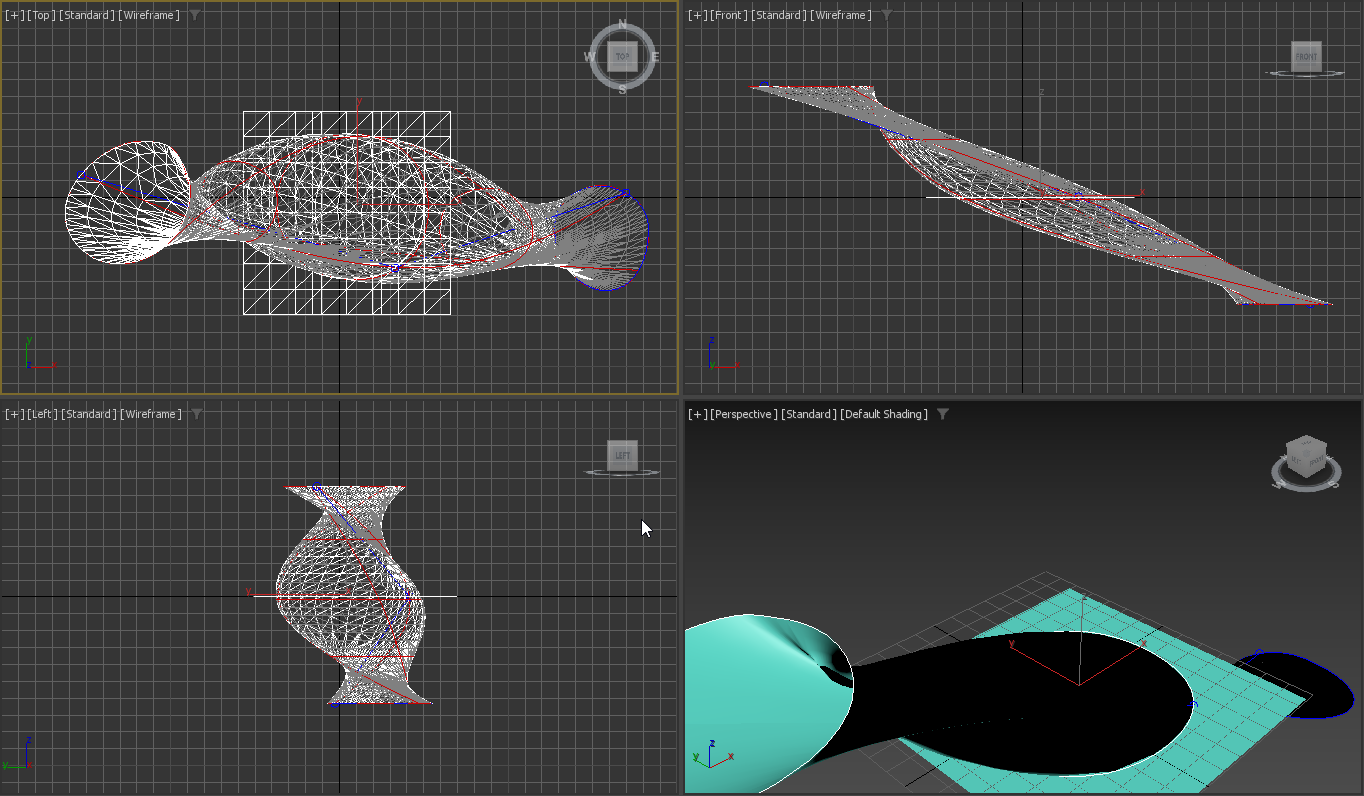 [+] [Top] [Standard] [Wireframe]
N
W
TOP
E
S
y
y
z
x
[+] [Front] [Standard] [Wireframe]
FRONT
z
x
z
y
x
[+] [Left] [Standard] [Wireframe]
LEFT
y
z
y
x
[+] [Perspective] [Standard] [Default Shading]
W
S
z
y
x
z
y
x